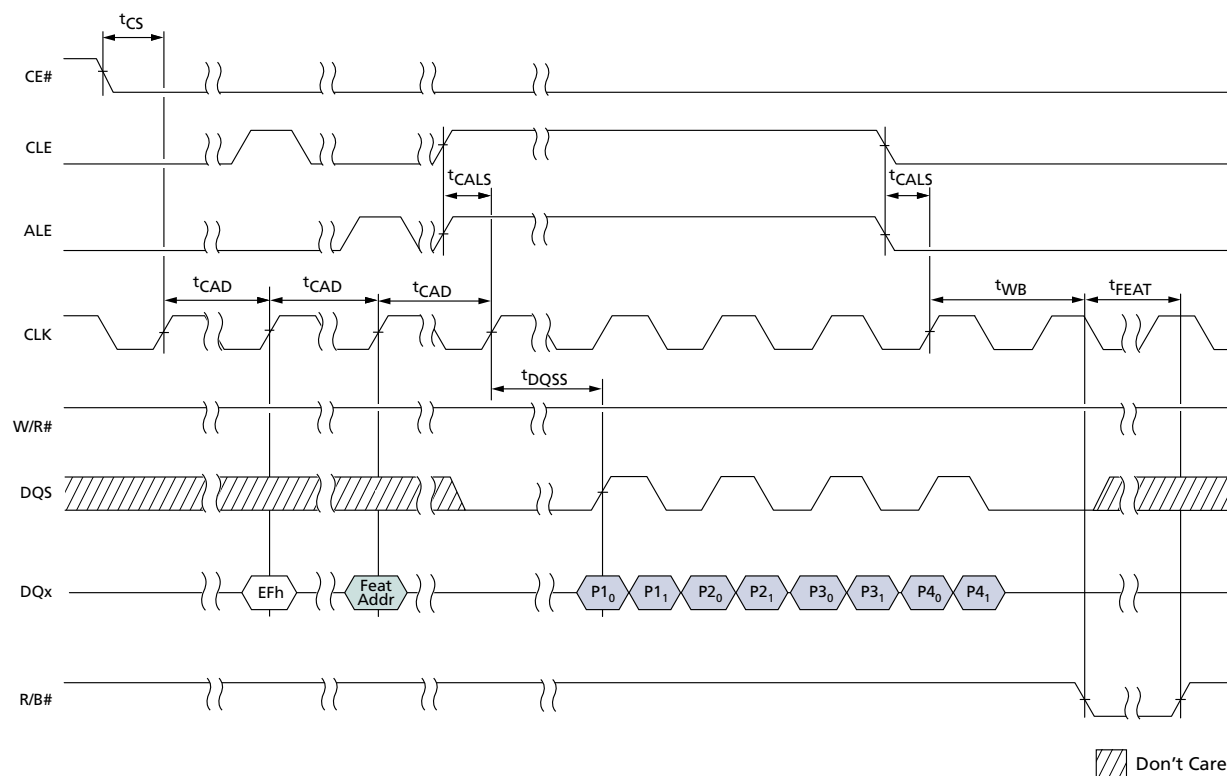 tCS
CE#
CLE
tCALS
tCALS
ALE
tCAD
tCAD
tCAD
tWB
tFEAT
CLK
tDQSS
W/R#
DQS
DQx
EFh
Feat
Addr
P1₀
P1₁
P2₀
P2₁
P3₀
P3₁
P4₀
P4₁
R/B#
Don't Care